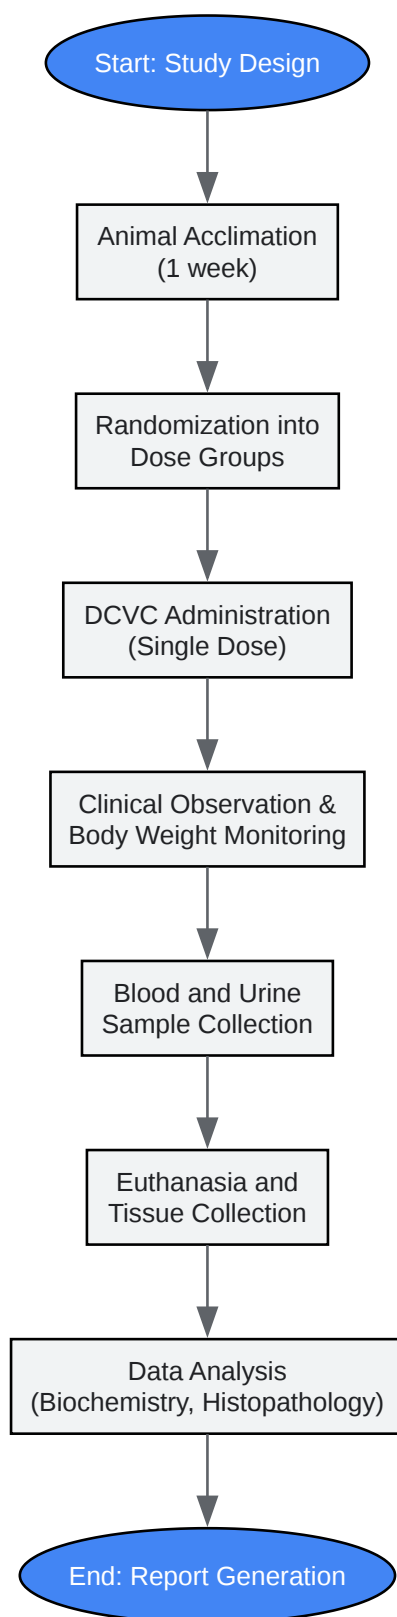 Start: Study Design
Animal Acclimation
(1 week)
Randomization into
Dose Groups
DCVC Administration
(Single Dose)
Clinical Observation &
Body Weight Monitoring
Blood and Urine
Sample Collection
Euthanasia and
Tissue Collection
Data Analysis
(Biochemistry, Histopathology)
End: Report Generation